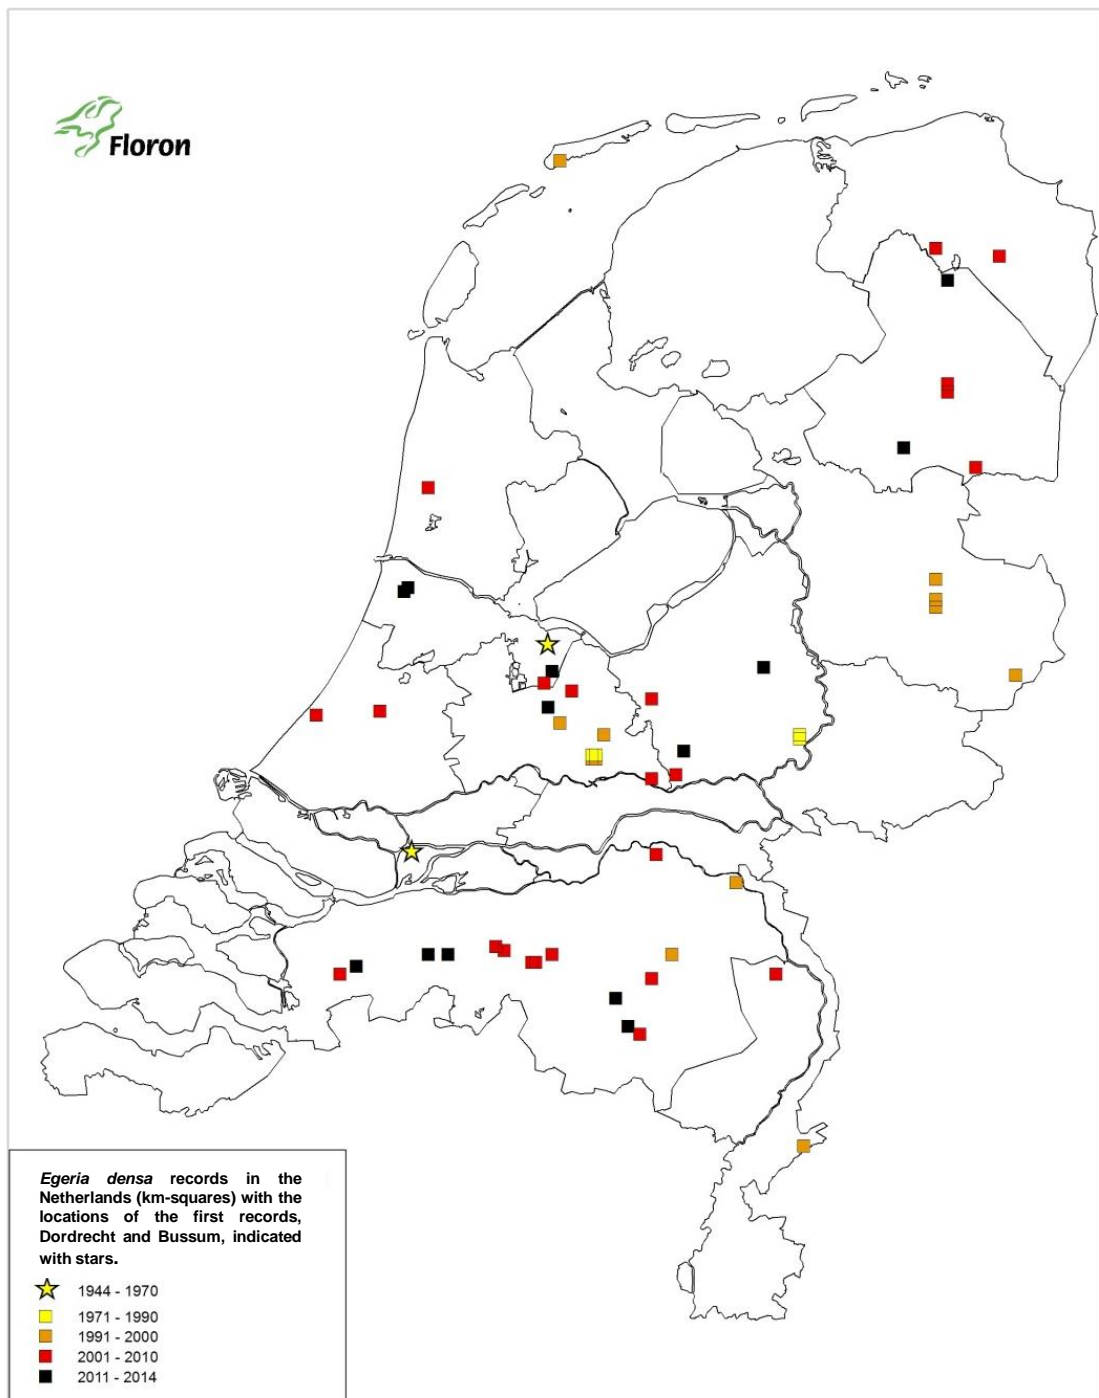 Floron
Egeria densa records in the
Netherlands (km-squares) with the
locations of the first records,
Dordrecht and Bussum, indicated
with stars.
1944 - 1970
1971 - 1990
1991 - 2000
2001 - 2010
2011 - 2014